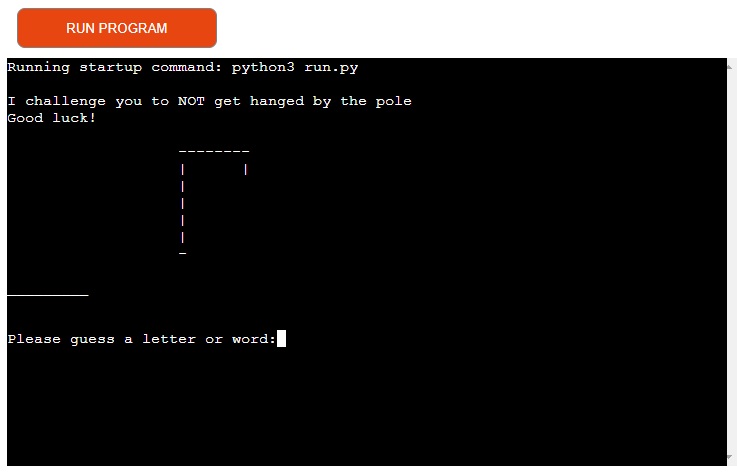 RUN PROGRAM
Running startup command: python3 run.py
I challenge you to NOT get hanged by the pole
Good luck!
--------
|      |
|
|
|
|
-
_________
Please guess a letter or word: